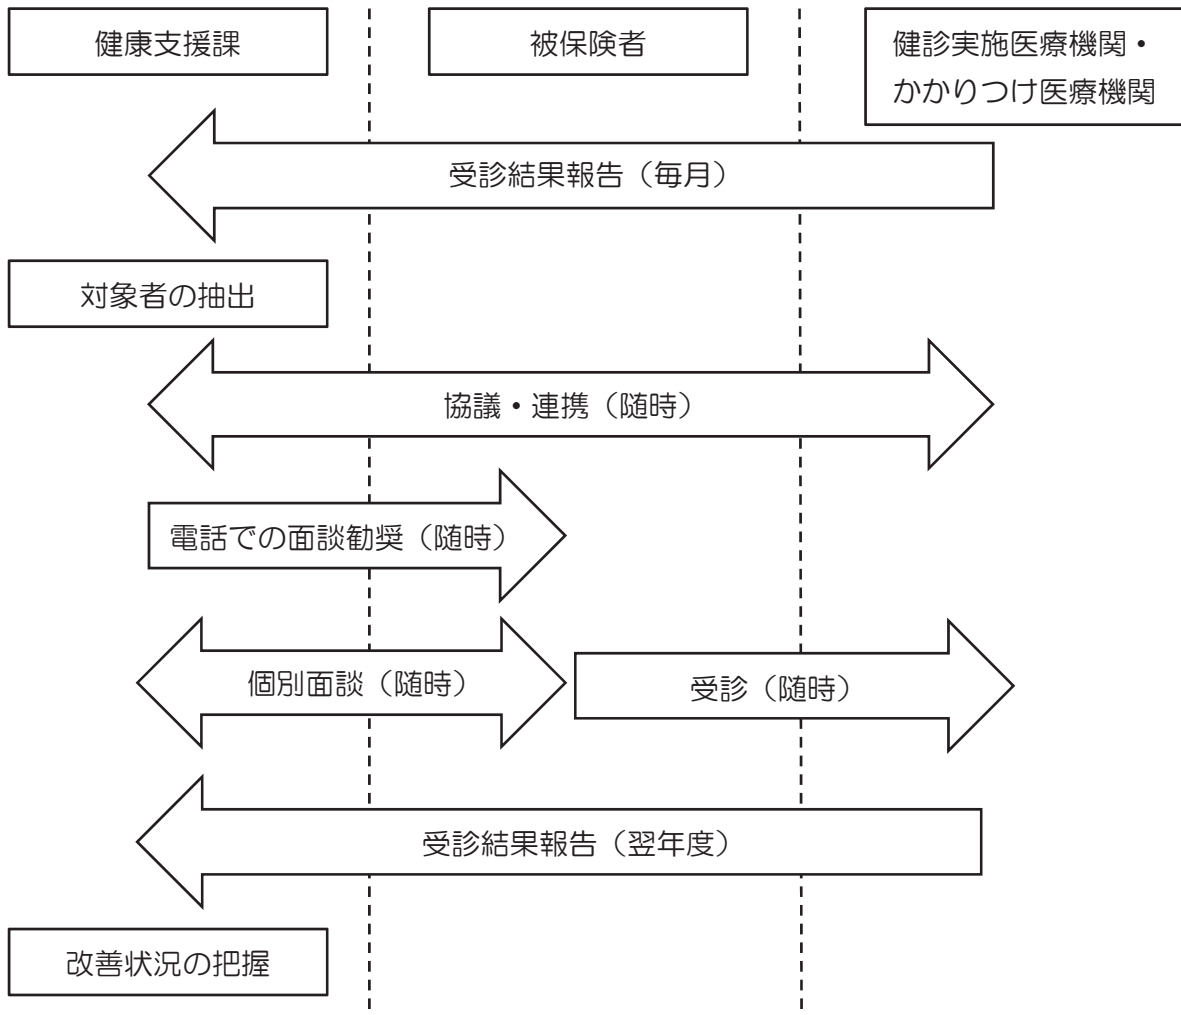 健康支援課
被保険者
健診実施医療機関・
かかりつけ医療機関
受診結果報告（毎月）
対象者の抽出
協議・連携（随時）
電話での面談勧奨（随時）
個別面談（随時）
受診（随時）
受診結果報告（翌年度）
改善状況の把握